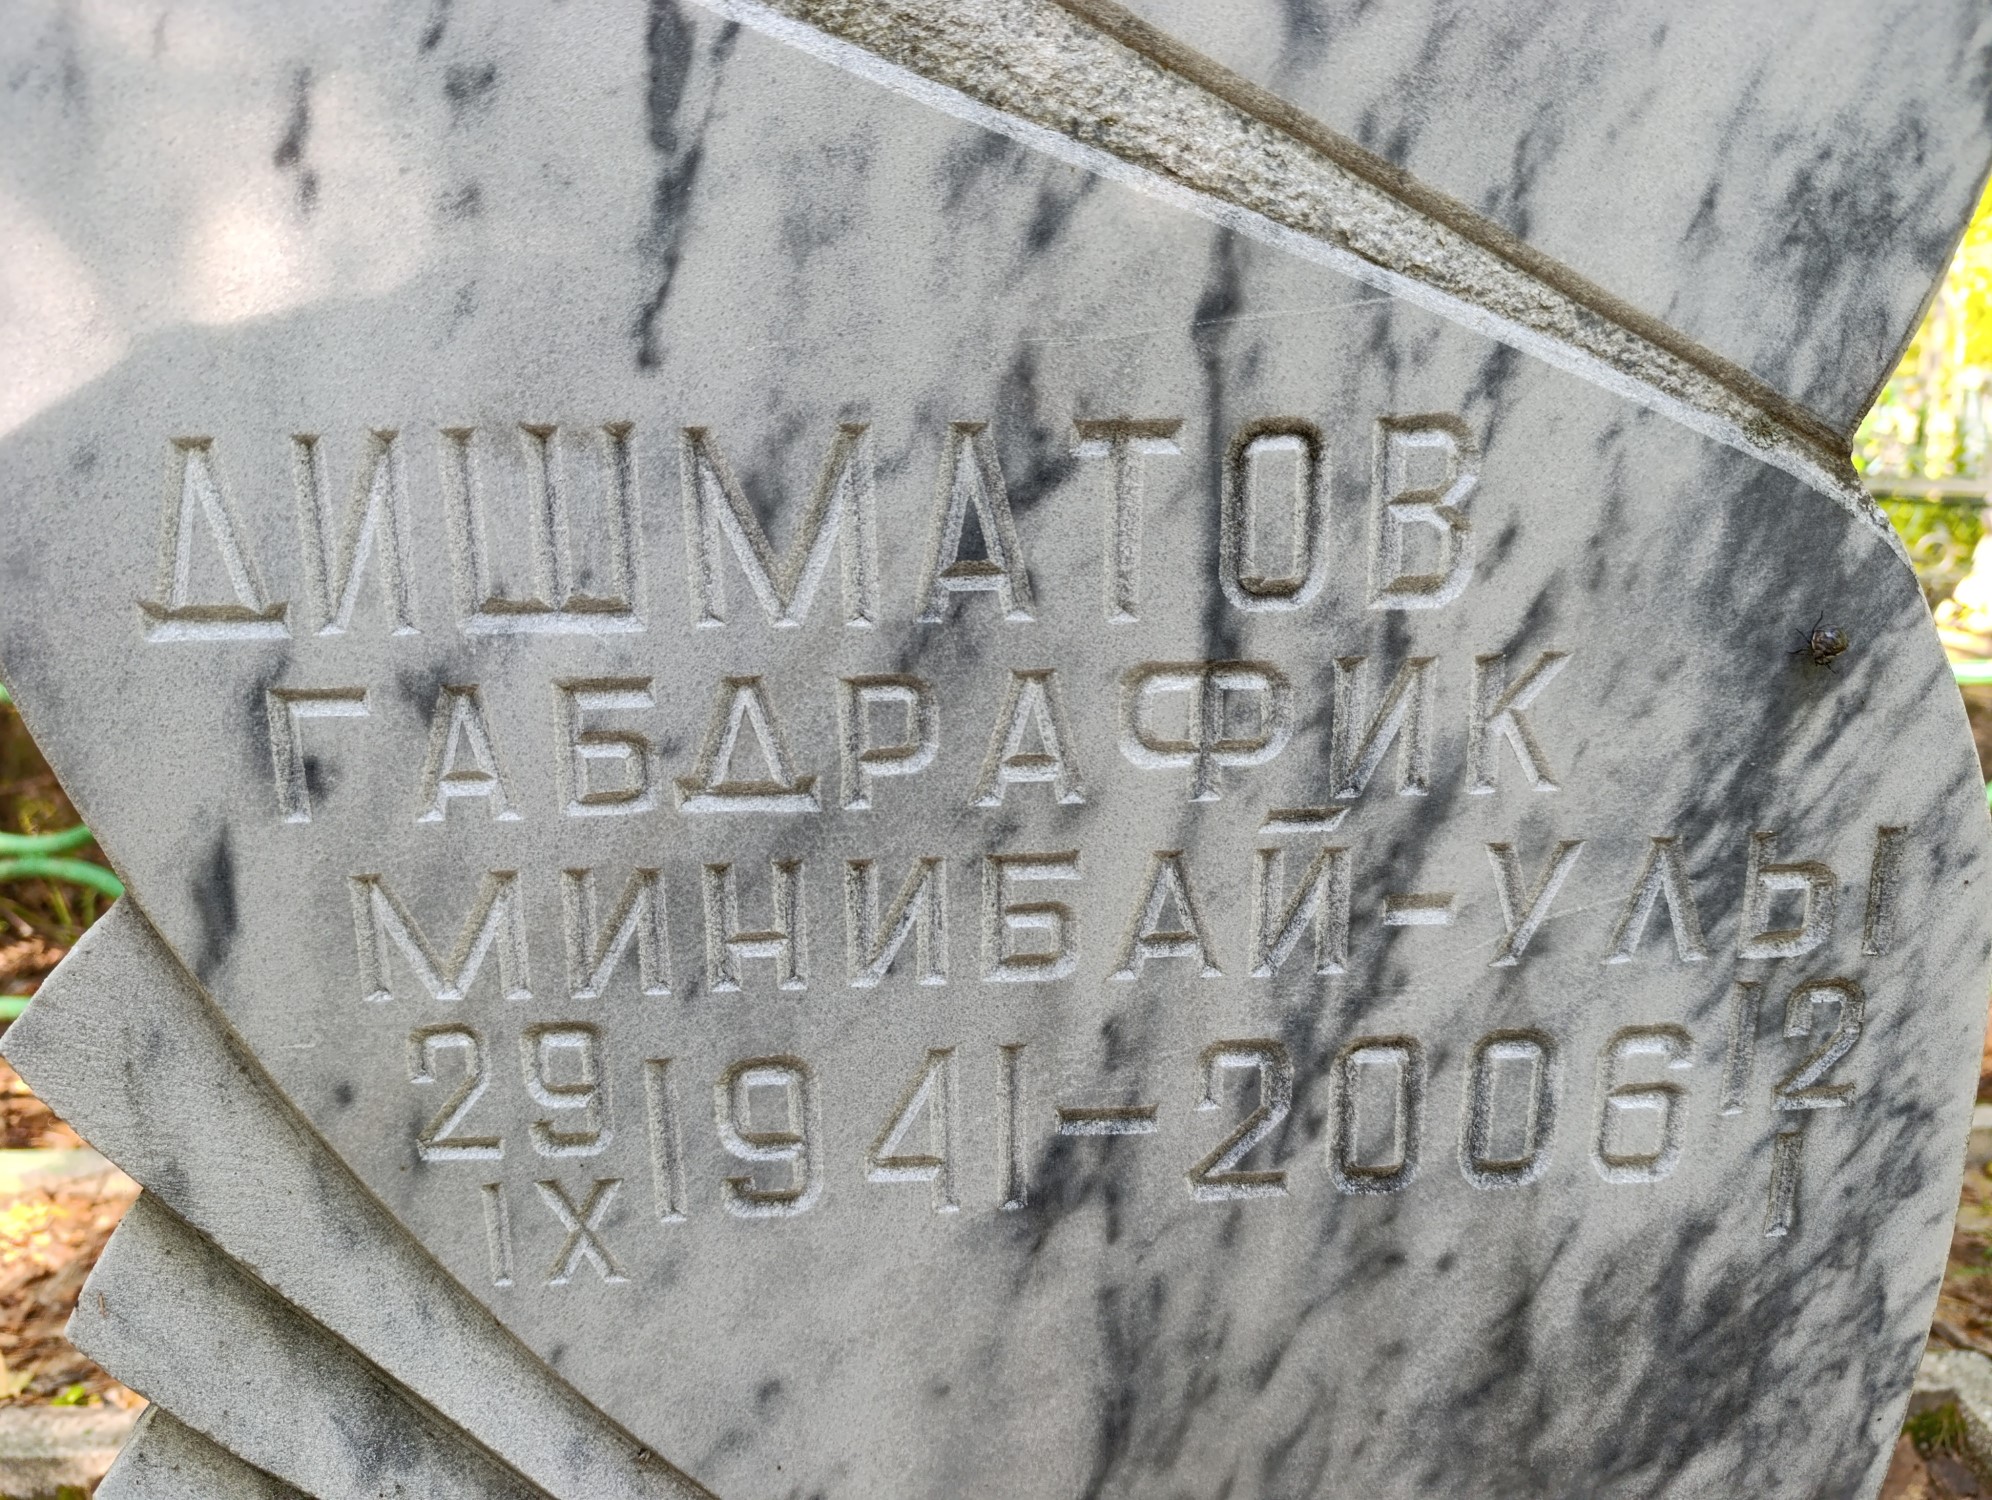 ДИШМАТОВ
ГАБДРАФИК
МИНИБАЙ-УЛЫ
29 IX 1941-2006 12 I